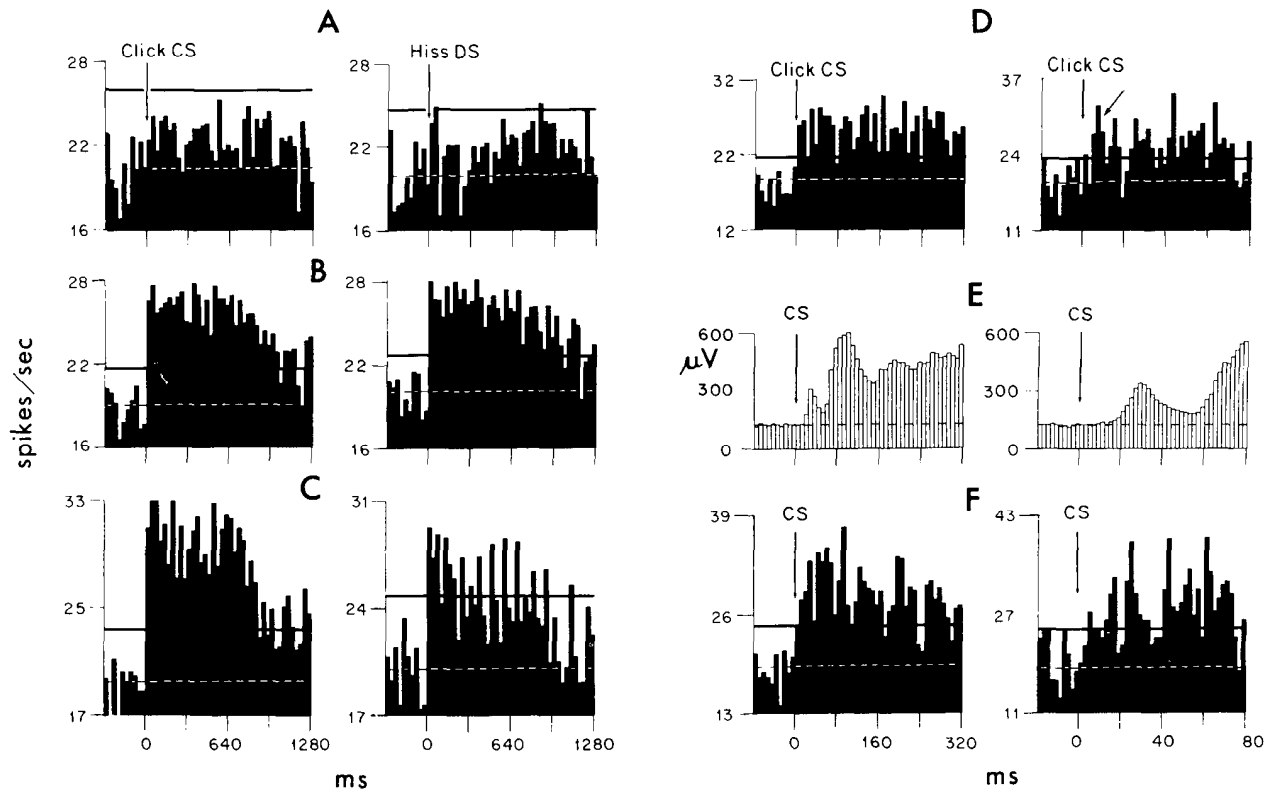 A
D
Click CS
Hiss DS
Click CS
Click CS
28
22
16
28
22
16
32
22
12
37
24
11
B
E
28
22
16
28
22
16
CS
CS
μV
600
300
0
600
300
0
spikes/sec
C
F
33
25
17
31
24
17
CS
CS
39
26
13
43
27
11
0 640 1280
0 640 1280
0 160 320
0 40 80
ms
ms